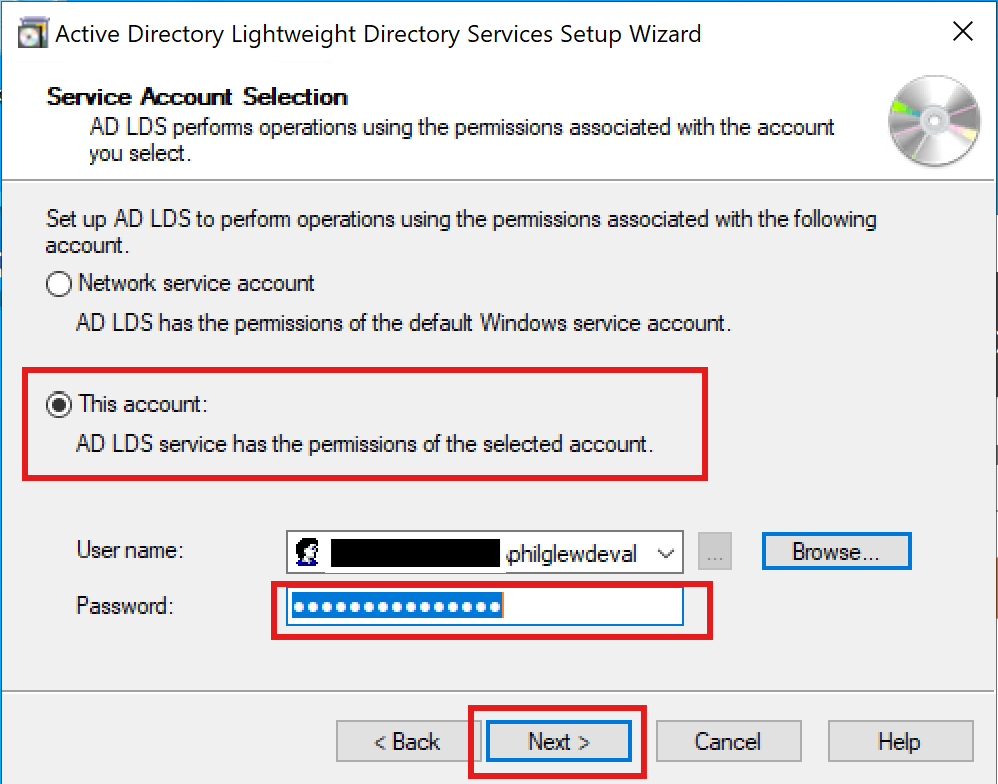 Active Directory Lightweight Directory Services Setup Wizard
Service Account Selection
AD LDS performs operations using the permissions associated with the account
you select.
Set up AD LDS to perform operations using the permissions associated with the following
account.
Network service account
AD LDS has the permissions of the default Windows service account.
This account:
AD LDS service has the permissions of the selected account.
User name:
\philglewdeval
...
Browse...
Password:
●●●●●●●●●●●●●●●
< Back
Next >
Cancel
Help